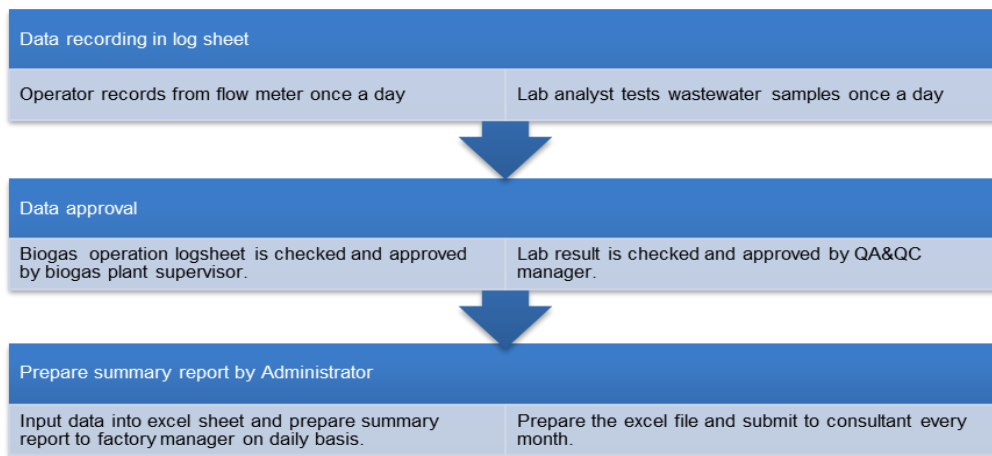 Data recording in log sheet
Operator records from flow meter once a day
Lab analyst tests wastewater samples once a day
Data approval
Biogas operation logsheet is checked and approved
by biogas plant supervisor.
Lab result is checked and approved by QA&QC
manager.
Prepare summary report by Administrator
Input data into excel sheet and prepare summary
report to factory manager on daily basis.
Prepare the excel file and submit to consultant every
month.